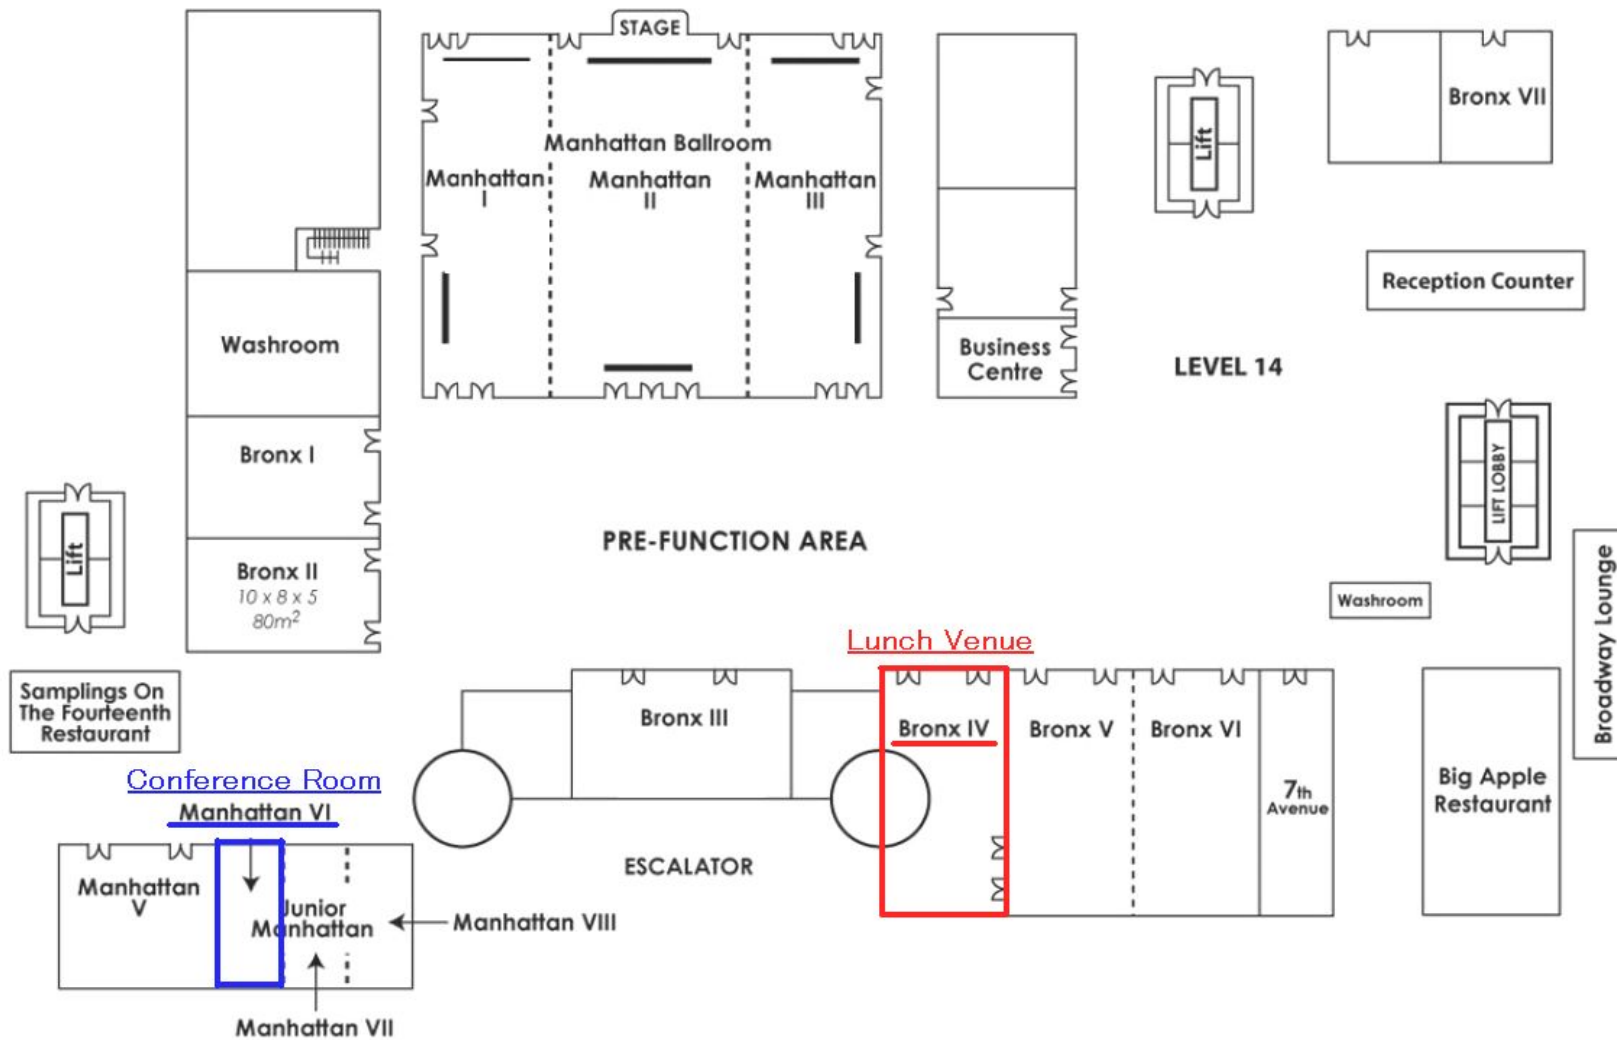 STAGE
Manhattan Ballroom
Manhattan
I
Manhattan
II
Manhattan
III
Lift
Bronx VII
Reception Counter
Washroom
Business
Centre
LEVEL 14
Bronx I
LIFT LOBBY
PRE-FUNCTION AREA
Lift
Bronx II
10 x 8 x 5
80m²
Washroom
Broadway Lounge
Lunch Venue
Samplings On
The Fourteenth
Restaurant
Bronx III
Bronx IV
Bronx V
Bronx VI
7th
Avenue
Big Apple
Restaurant
Conference Room
Manhattan VI
ESCALATOR
Manhattan
V
Junior
Manhattan
Manhattan VIII
Manhattan VII